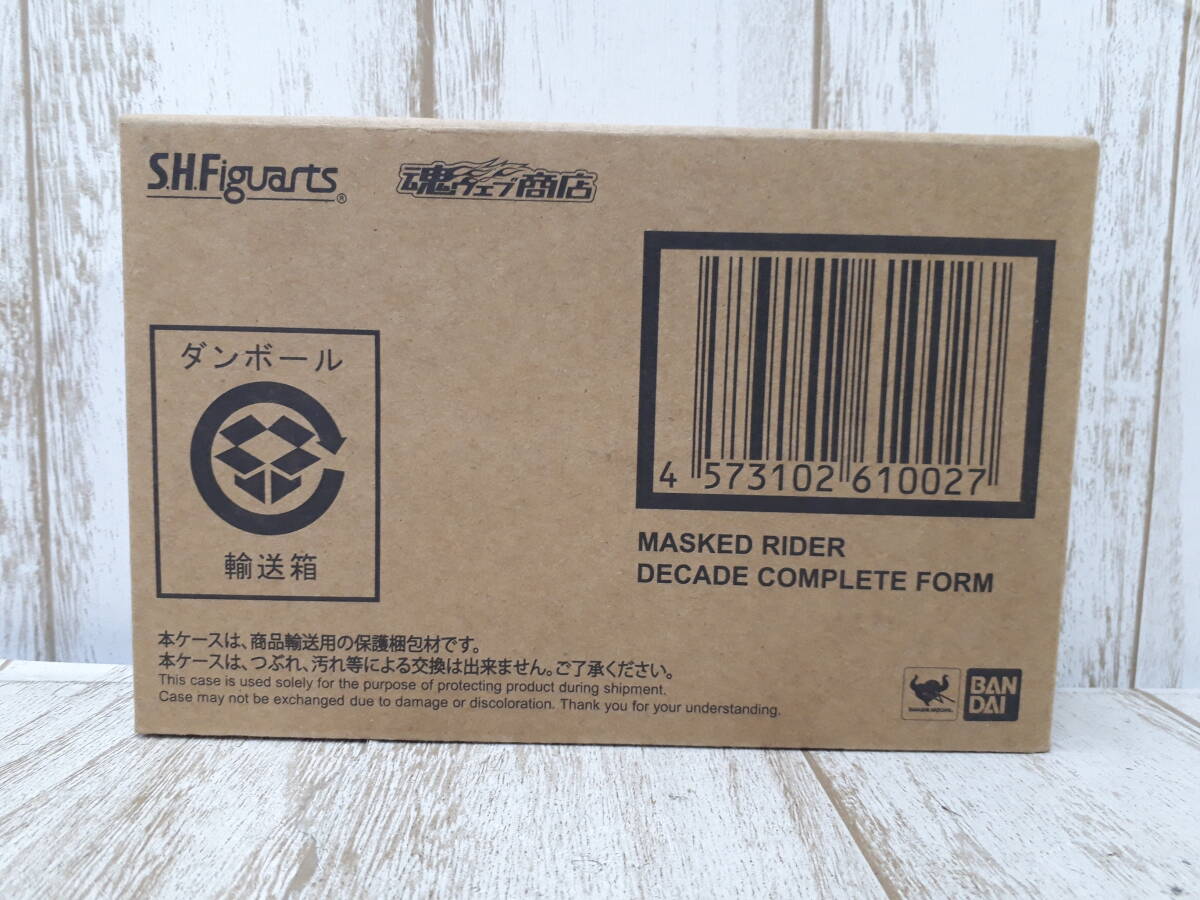 S.H.Figuarts®
魂ウェブ商店
ダンボール
輸送箱
4 573102 610027
MASKED RIDER
DECADE COMPLETE FORM
本ケースは、商品輸送用の保護梱包材です。
本ケースは、つぶれ、汚れ等による交換は出来ません。ご了承ください。
This case is used solely for the purpose of protecting product during shipment.
Case may not be exchanged due to damage or discoloration. Thank you for your understanding.
BAN
DAI